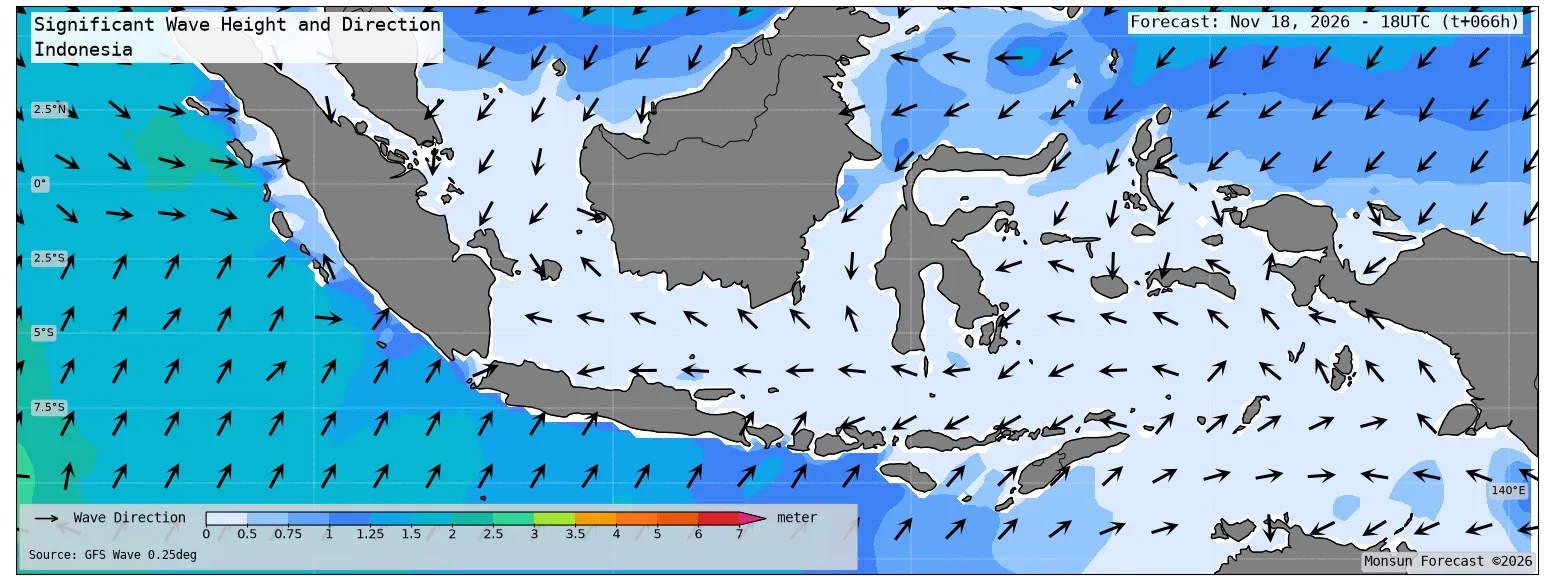 Significant Wave Height and Direction
Indonesia
Forecast: Nov 18, 2026 - 18UTC (t+066h)
2.5°N
0°
2.5°S
5°S
7.5°S
140°E
Wave Direction
meter
0 0.5 0.75 1 1.25 1.5 2 2.5 3 3.5 4 5 6 7
Source: GFS Wave 0.25deg
Monsun Forecast ©2026